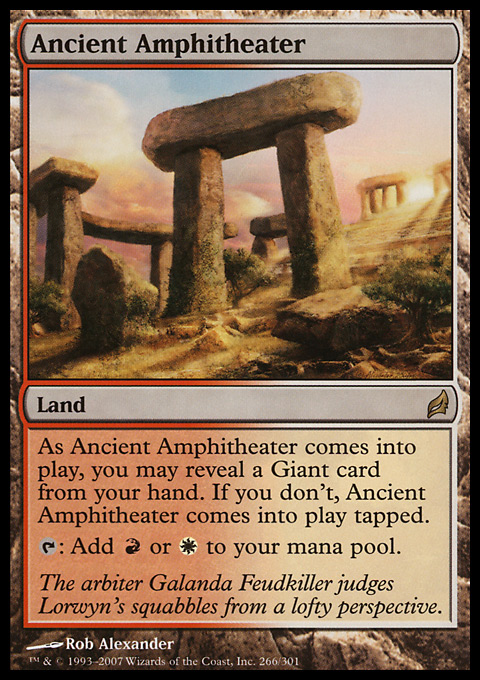 Ancient Amphitheater
Land
As Ancient Amphitheater comes into
play, you may reveal a Giant card
from your hand. If you don't, Ancient
Amphitheater comes into play tapped.
: Add or to your mana pool.
The arbiter Galanda Feudkiller judges
Lorwyn's squabbles from a lofty perspective.
Rob Alexander
™ & © 1993–2007 Wizards of the Coast, Inc. 266/301